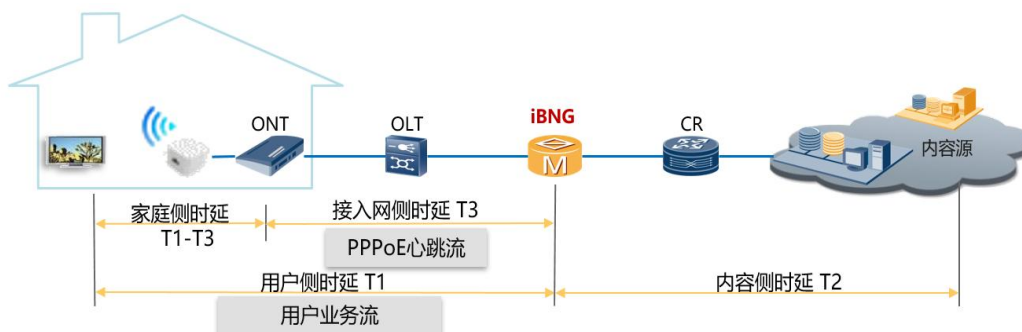 iBNG
ONT
OLT
CR
内容源
M
家庭侧时延
T1-T3
接入网侧时延 T3
PPPoE心跳流
用户侧时延 T1
内容侧时延 T2
用户业务流